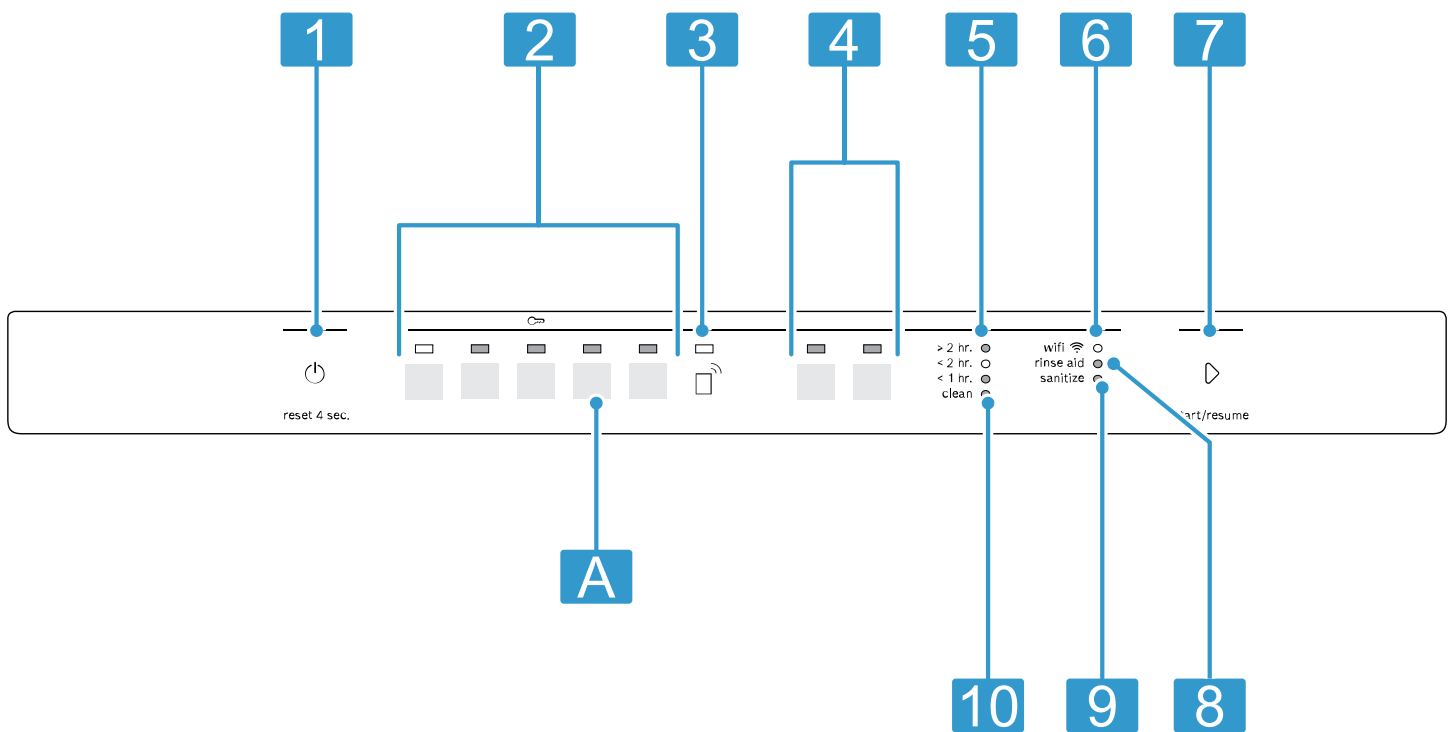 1 2 3 4 5 6 7
> 2 hr. wifi
< 2 hr. rinse aid
< 1 hr. sanitize
clean
reset 4 sec. art/resume
A
10 9 8